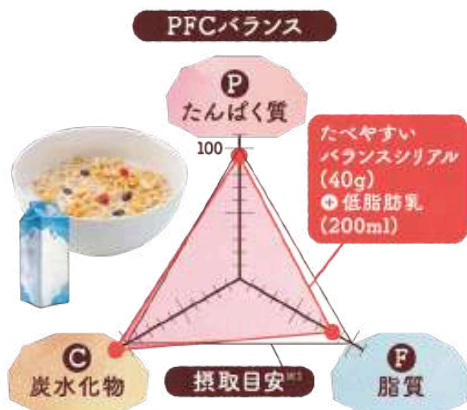 PFCバランス
P
たんぱく質
100
たべやすい
バランスシリアル
(40g)
+低脂肪乳
(200ml)
C
炭水化物
摂取目安
F
脂質